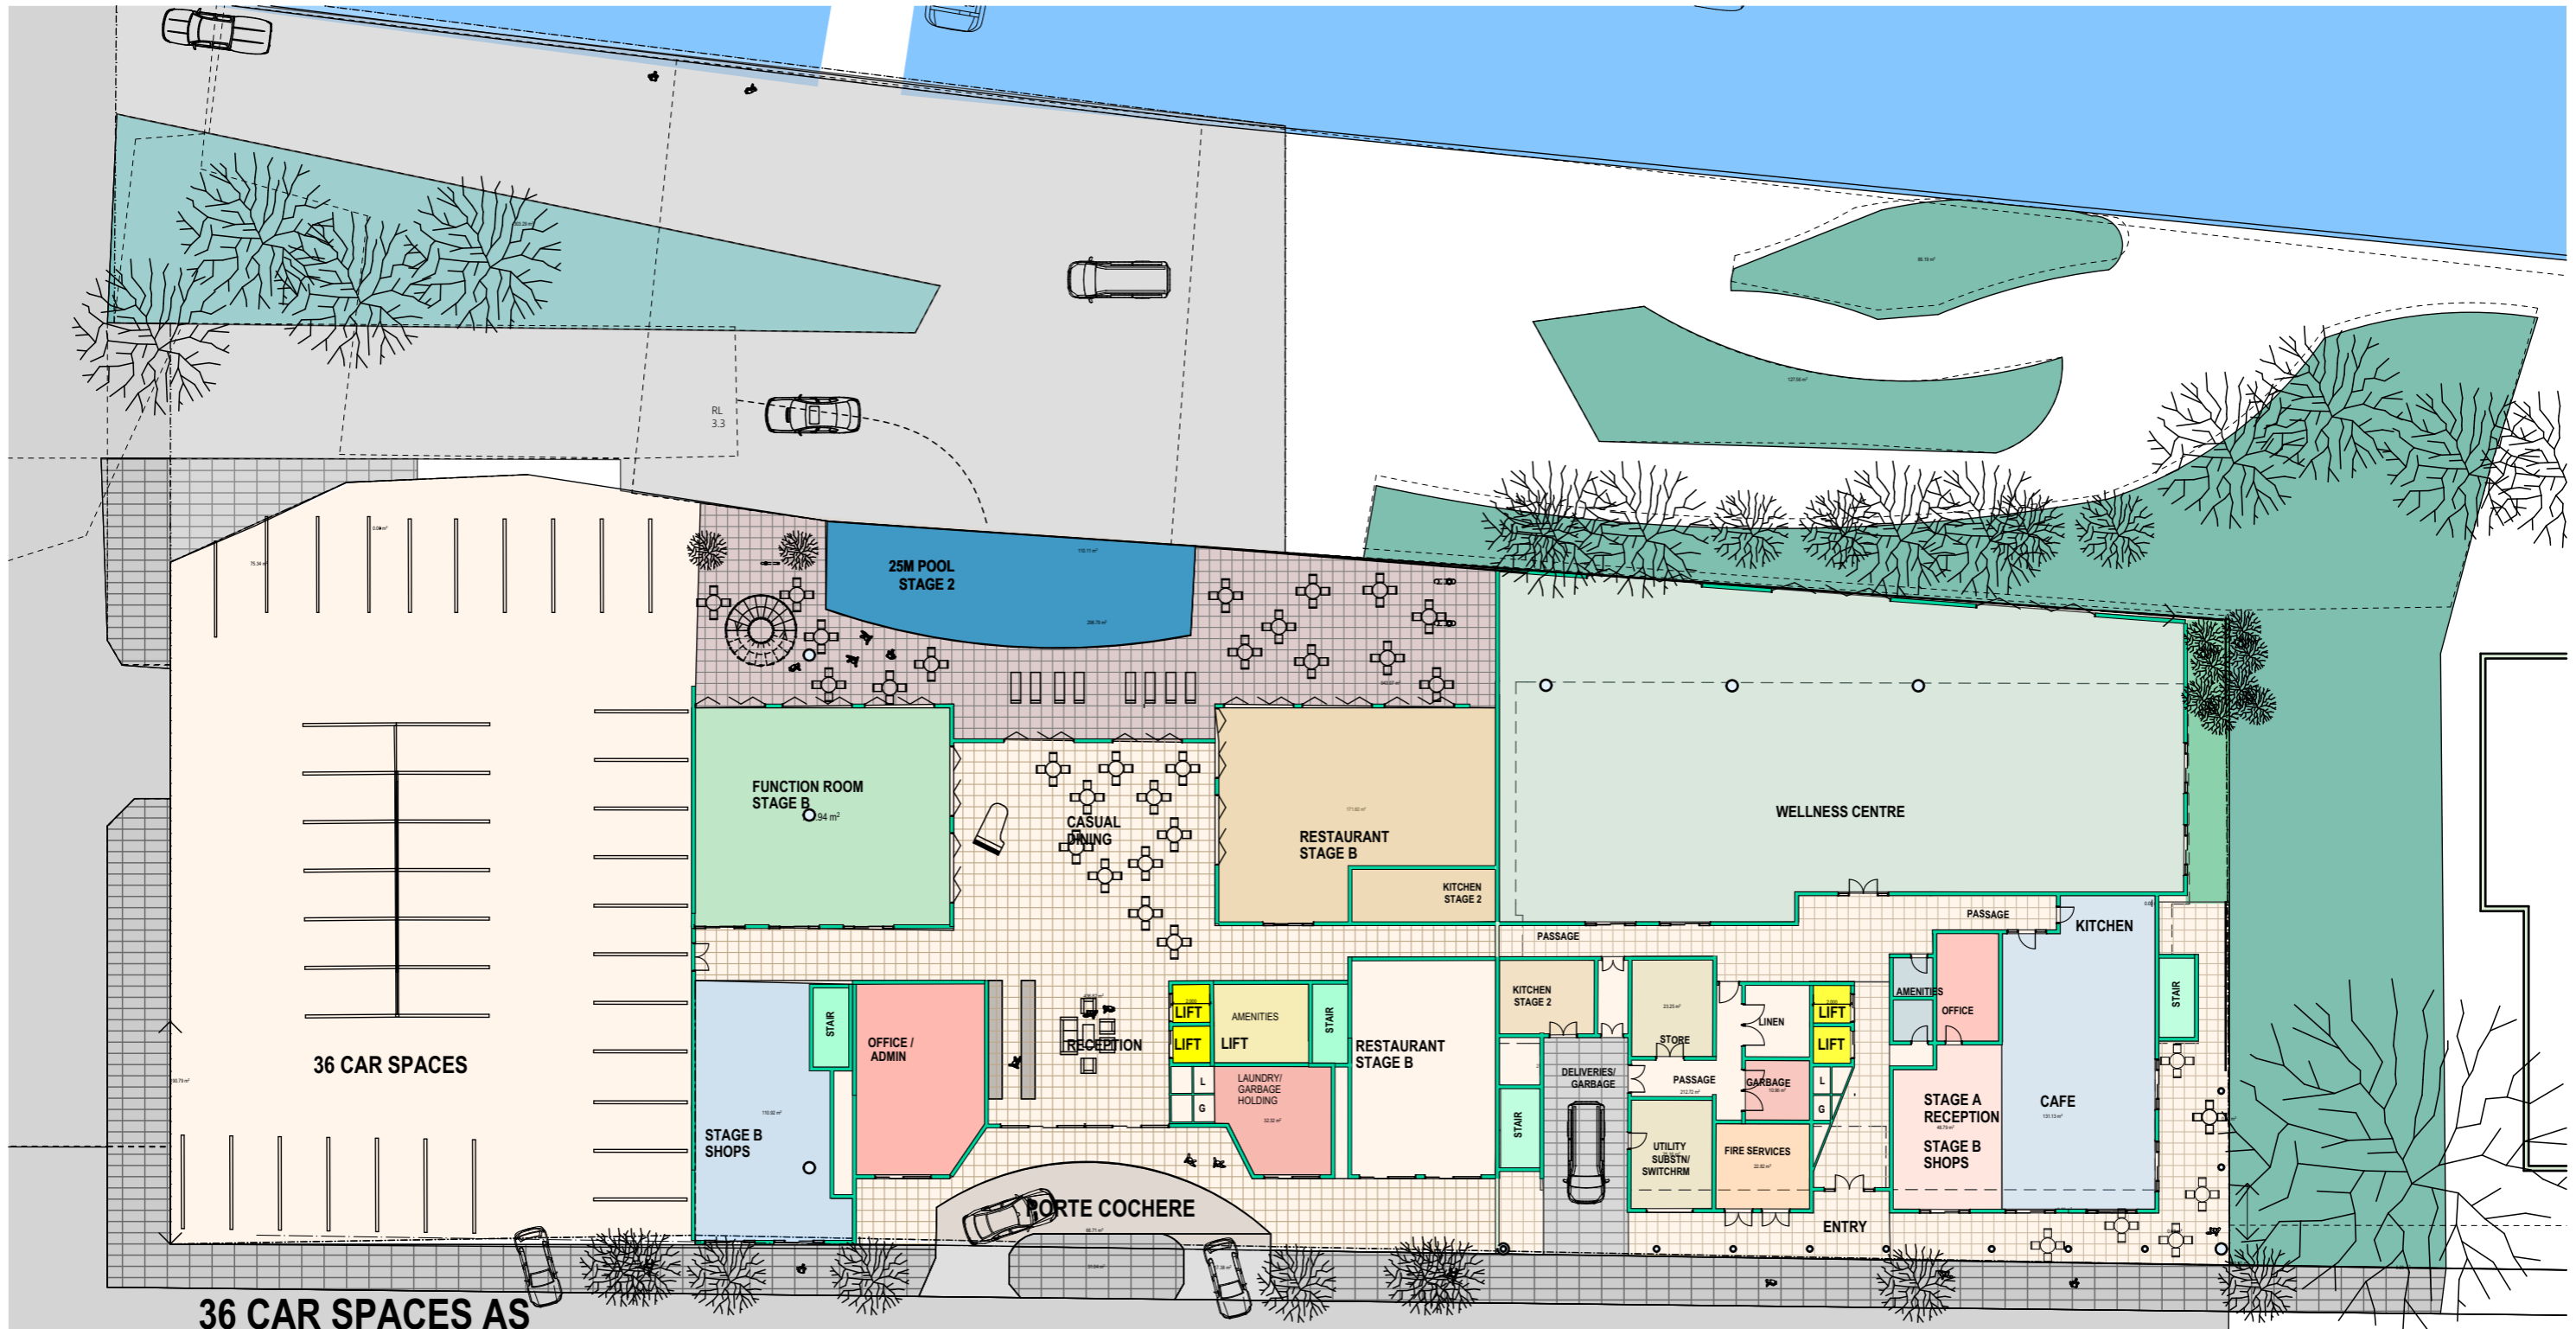 RL
3.3
25M POOL
STAGE 2
FUNCTION ROOM
STAGE B
.94 m²
CASUAL
DINING
RESTAURANT
STAGE B
KITCHEN
STAGE 2
WELLNESS CENTRE
PASSAGE
PASSAGE
KITCHEN
36 CAR SPACES
STAIR
OFFICE /
ADMIN
RECEPTION
LIFT
LIFT
AMENITIES
LIFT
STAIR
L
G
LAUNDRY/
GARBAGE
HOLDING
RESTAURANT
STAGE B
KITCHEN
STAGE 2
STORE
LINEN
LIFT
LIFT
AMENITIES
OFFICE
STAIR
DELIVERIES/
GARBAGE
PASSAGE
GARBAGE
L
G
STAIR
UTILITY
SUBSTN/
SWITCHRM
FIRE SERVICES
STAGE A
RECEPTION
STAGE B
SHOPS
CAFE
STAGE B
SHOPS
PORTE COCHERE
ENTRY
36 CAR SPACES AS